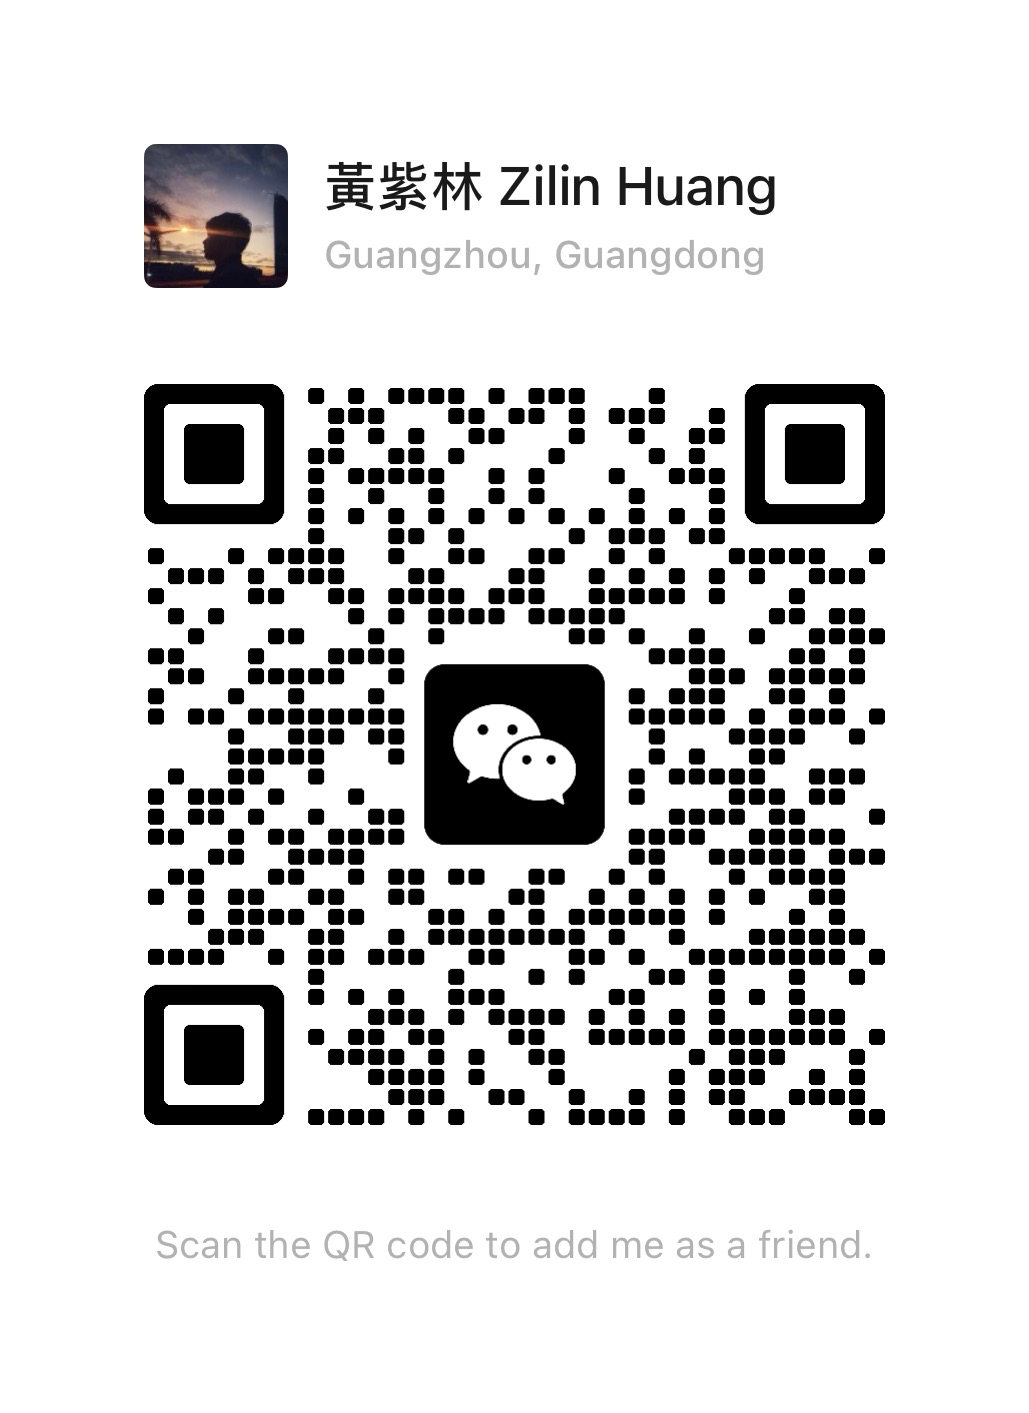 黃紫林 Zilin Huang
Guangzhou, Guangdong
Scan the QR code to add me as a friend.